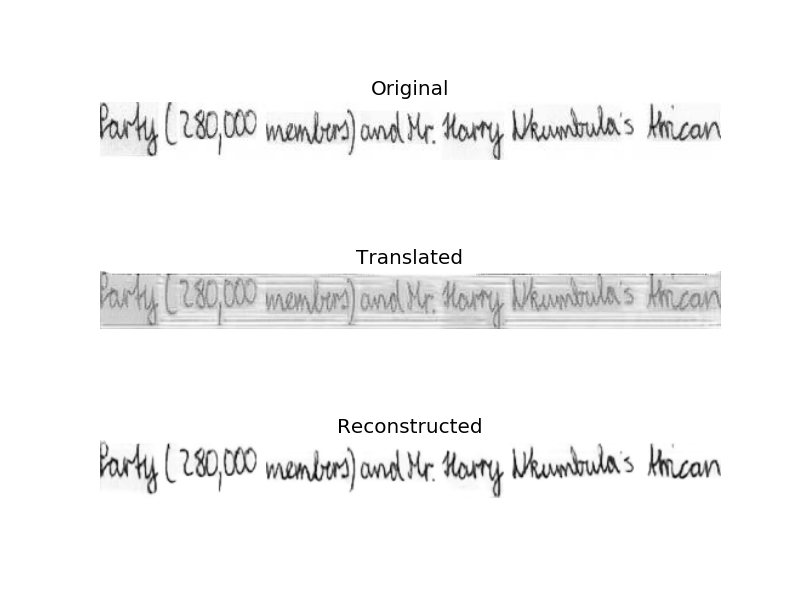 Original
Party (280,000 members) and Mr. Harry Nkumbula's African
Translated
Party (280,000 members) and Mr. Harry Nkumbula's African
Reconstructed
Party (280,000 members) and Mr. Harry Nkumbula's African